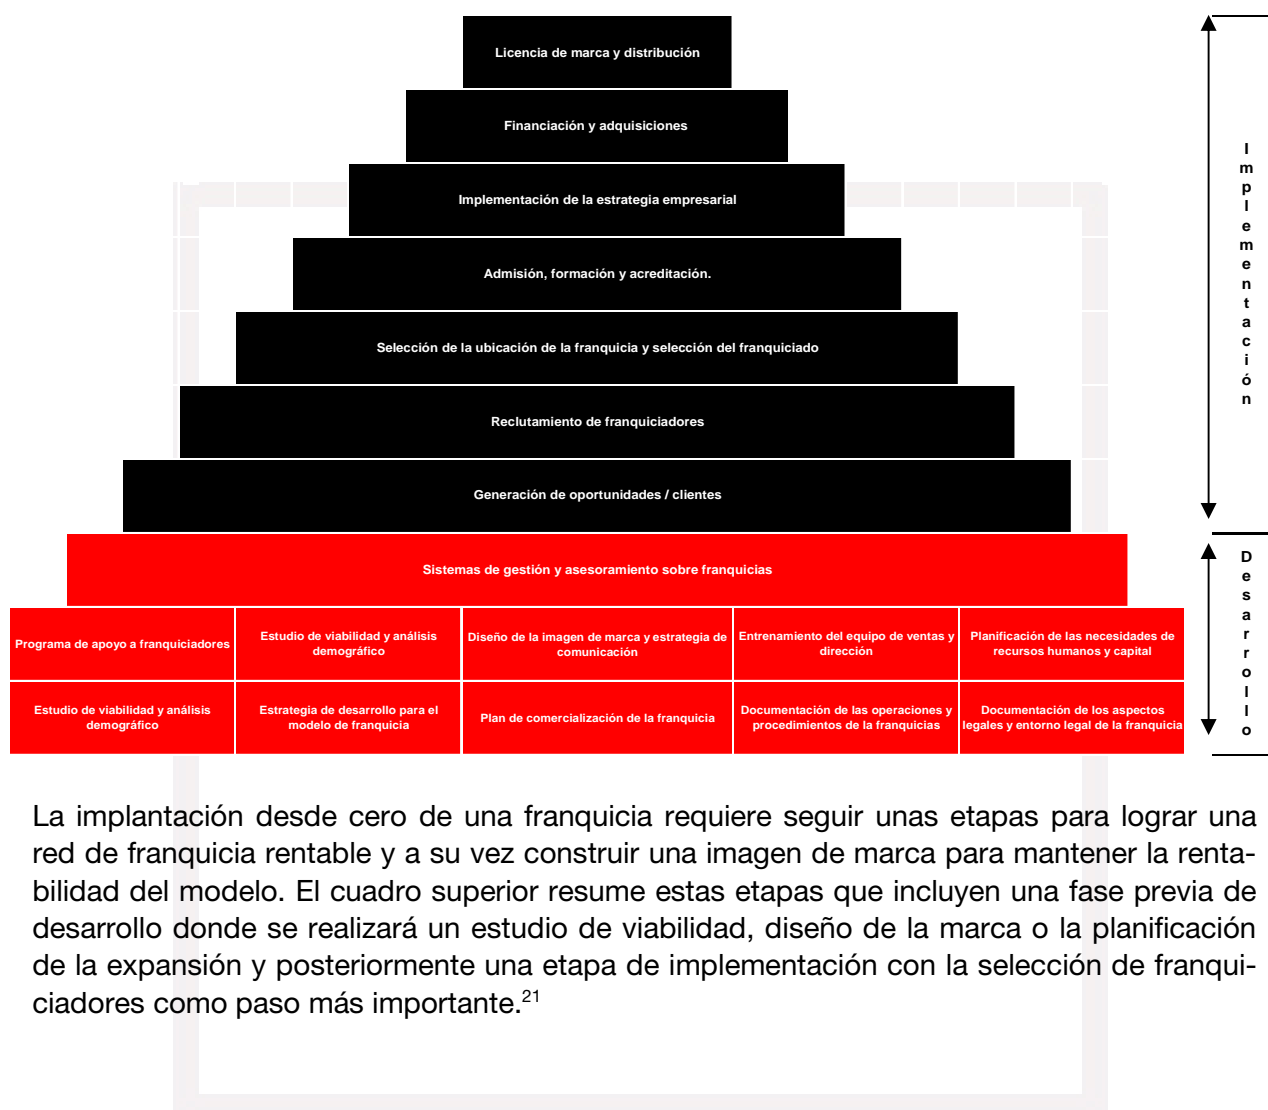 Licencia de marca y distribución
Financiación y adquisiciones
Implementación de la estrategia empresarial
Admisión, formación y acreditación.
Selección de la ubicación de la franquicia y selección del franquiciado
Reclutamiento de franquiciadores
Generación de oportunidades / clientes
Implementación
Sistemas de gestión y asesoramiento sobre franquicias
Programa de apoyo a franquiciadores
Estudio de viabilidad y análisis
demográfico
Diseño de la imagen de marca y estrategia de
comunicación
Entrenamiento del equipo de ventas y
dirección
Planificación de las necesidades de
recursos humanos y capital
Estudio de viabilidad y análisis
demográfico
Estrategia de desarrollo para el
modelo de franquicia
Plan de comercialización de la franquicia
Documentación de las operaciones y
procedimientos de la franquicias
Documentación de los aspectos
legales y entorno legal de la franquicia
Desarrollo
La implantación desde cero de una franquicia requiere seguir unas etapas para lograr una
red de franquicia rentable y a su vez construir una imagen de marca para mantener la renta-
bilidad del modelo. El cuadro superior resume estas etapas que incluyen una fase previa de
desarrollo donde se realizará un estudio de viabilidad, diseño de la marca o la planificación
de la expansión y posteriormente una etapa de implementación con la selección de franqui-
ciadores como paso más importante.21